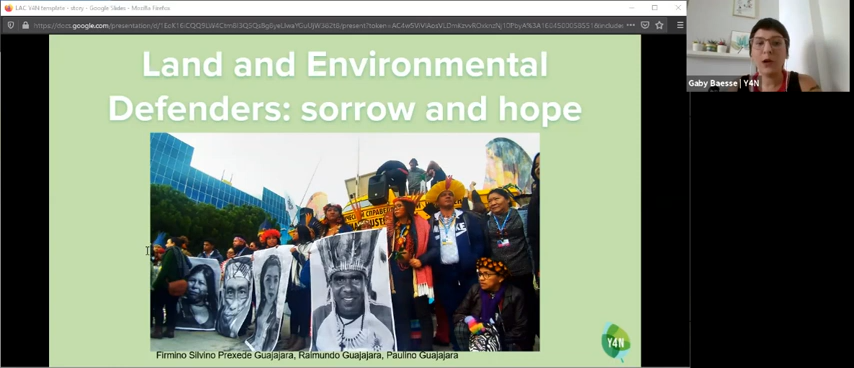 LAC Y4N template - story - Google Slides - Mozilla Firefox
Land and Environmental
Defenders: sorrow and hope
Firmino Silvino Prexede Guajajara, Raimundo Guajajara, Paulino Guajajara
Y4N
Gaby Baesse | Y4N